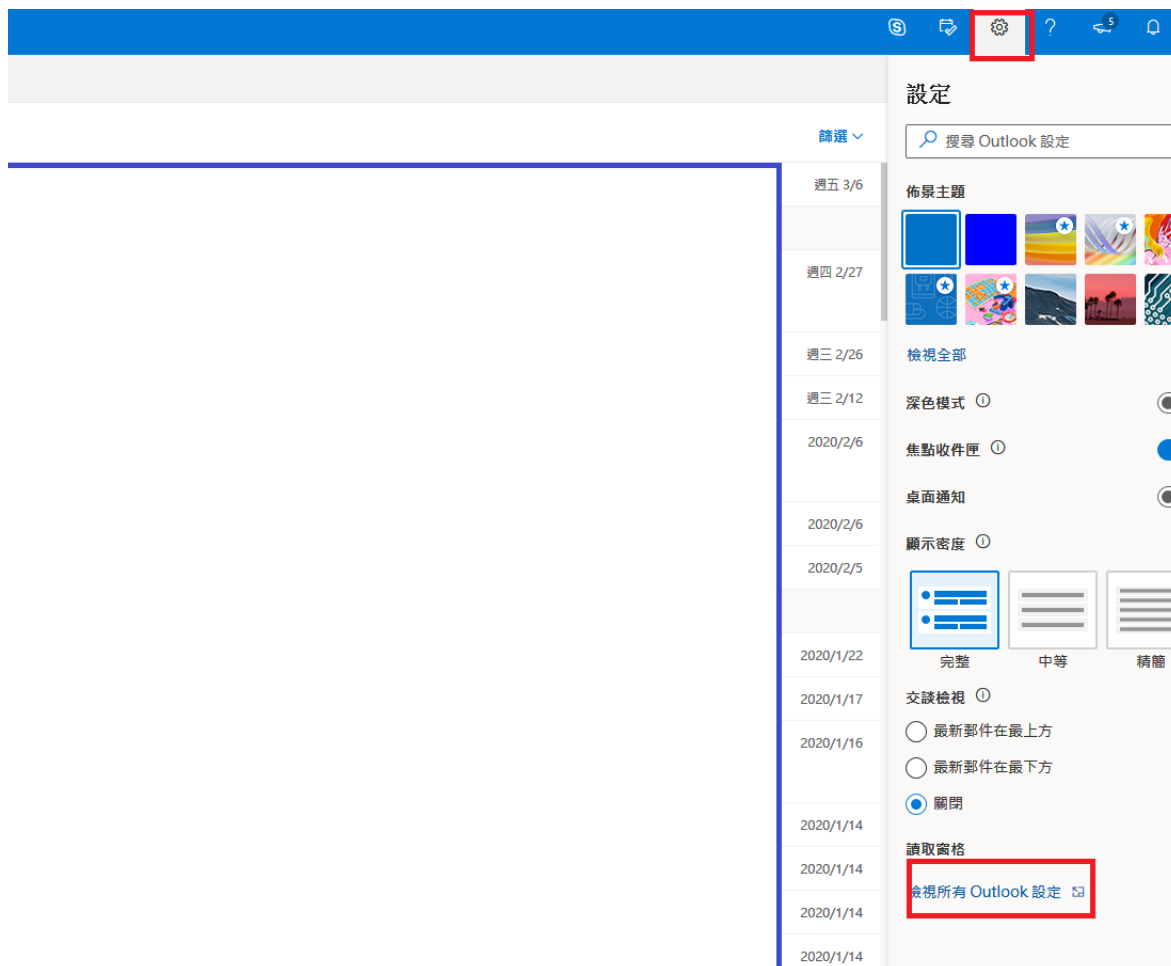 5
設定
搜尋 Outlook 設定
篩選
週五 3/6
週四 2/27
週三 2/26
週三 2/12
2020/2/6
2020/2/6
2020/2/5
2020/1/22
2020/1/17
2020/1/16
2020/1/14
2020/1/14
2020/1/14
2020/1/14
佈景主題
檢視全部
深色模式
焦點收件匣
桌面通知
顯示密度
完整 中等 精簡
交談檢視
最新郵件在最上方
最新郵件在最下方
關閉
讀取窗格
檢視所有 Outlook 設定